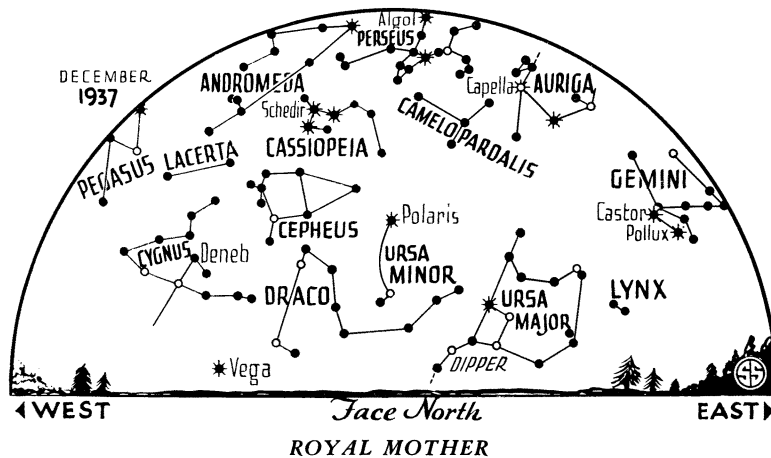 Algol
PERSEUS
DECEMBER
1937
ANDROMEDA
Capella
AURIGA
Schedir
CAMELOPARDALIS
PEGASUS
LACERTA
CASSIOPEIA
GEMINI
Castor
Pollux
Polaris
CEPHEUS
CYGNUS
Deneb
URSA
MINOR
DRACO
URSA
MAJOR
LYNX
DIPPER
Vega
SS
WEST
Face North
EAST
ROYAL MOTHER